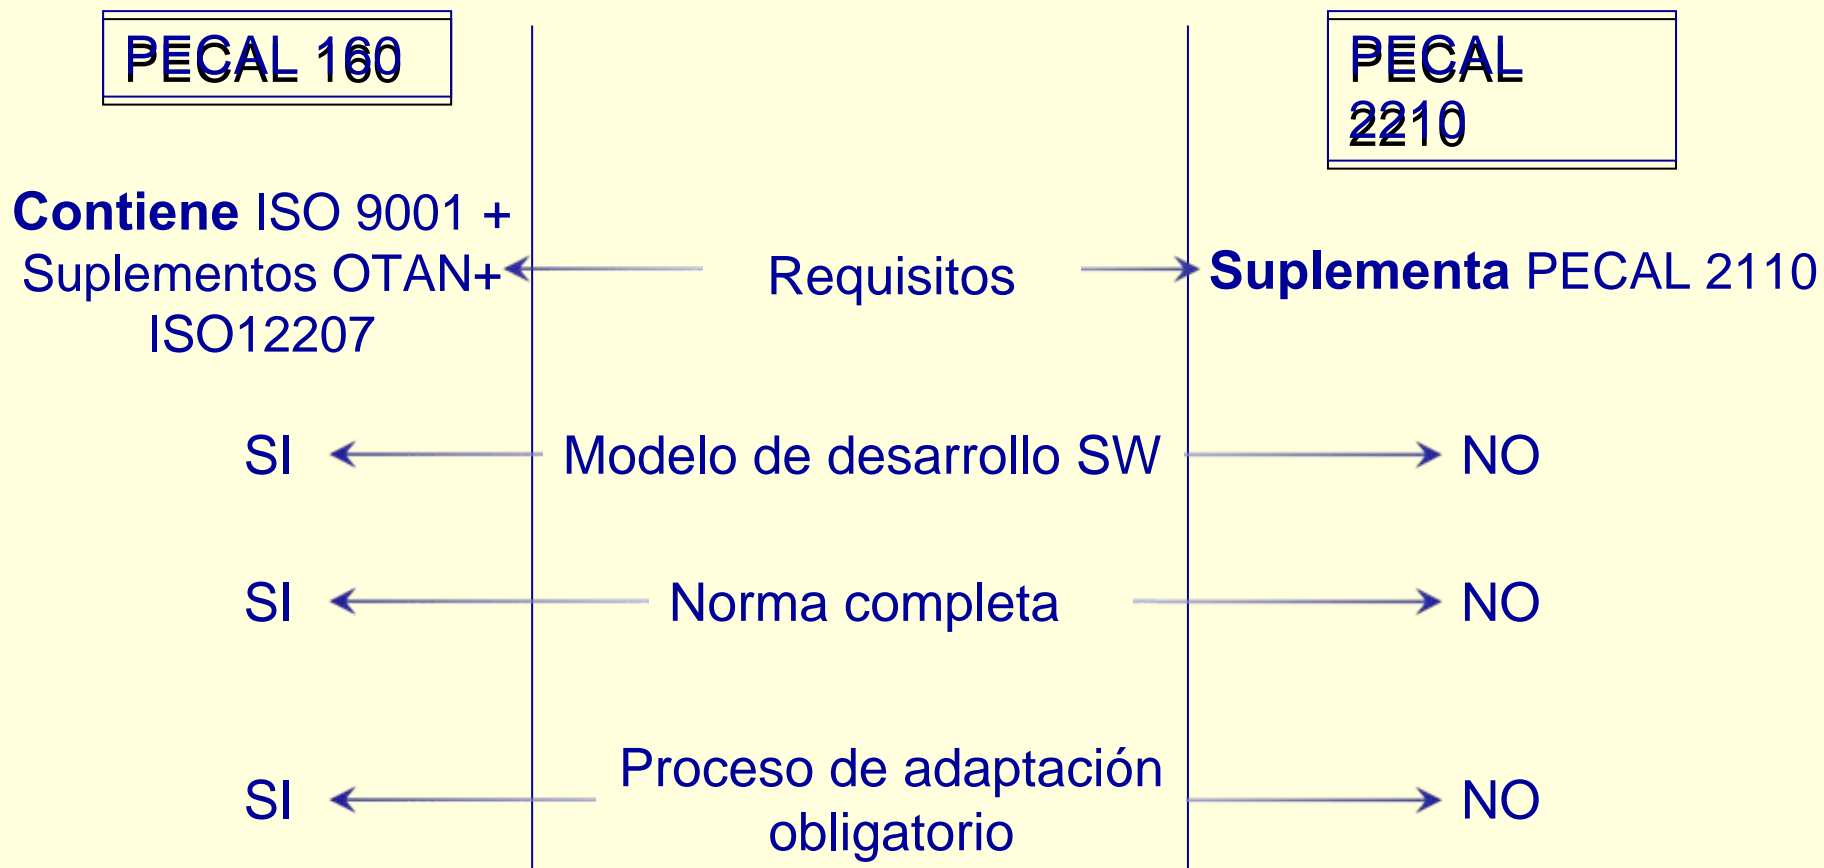 PECAL 160
PECAL
2210
Contiene ISO 9001 +
Suplementos OTAN+
ISO12207
Requisitos
Suplementa PECAL 2110
SI
Modelo de desarrollo SW
NO
SI
Norma completa
NO
SI
Proceso de adaptación
obligatorio
NO